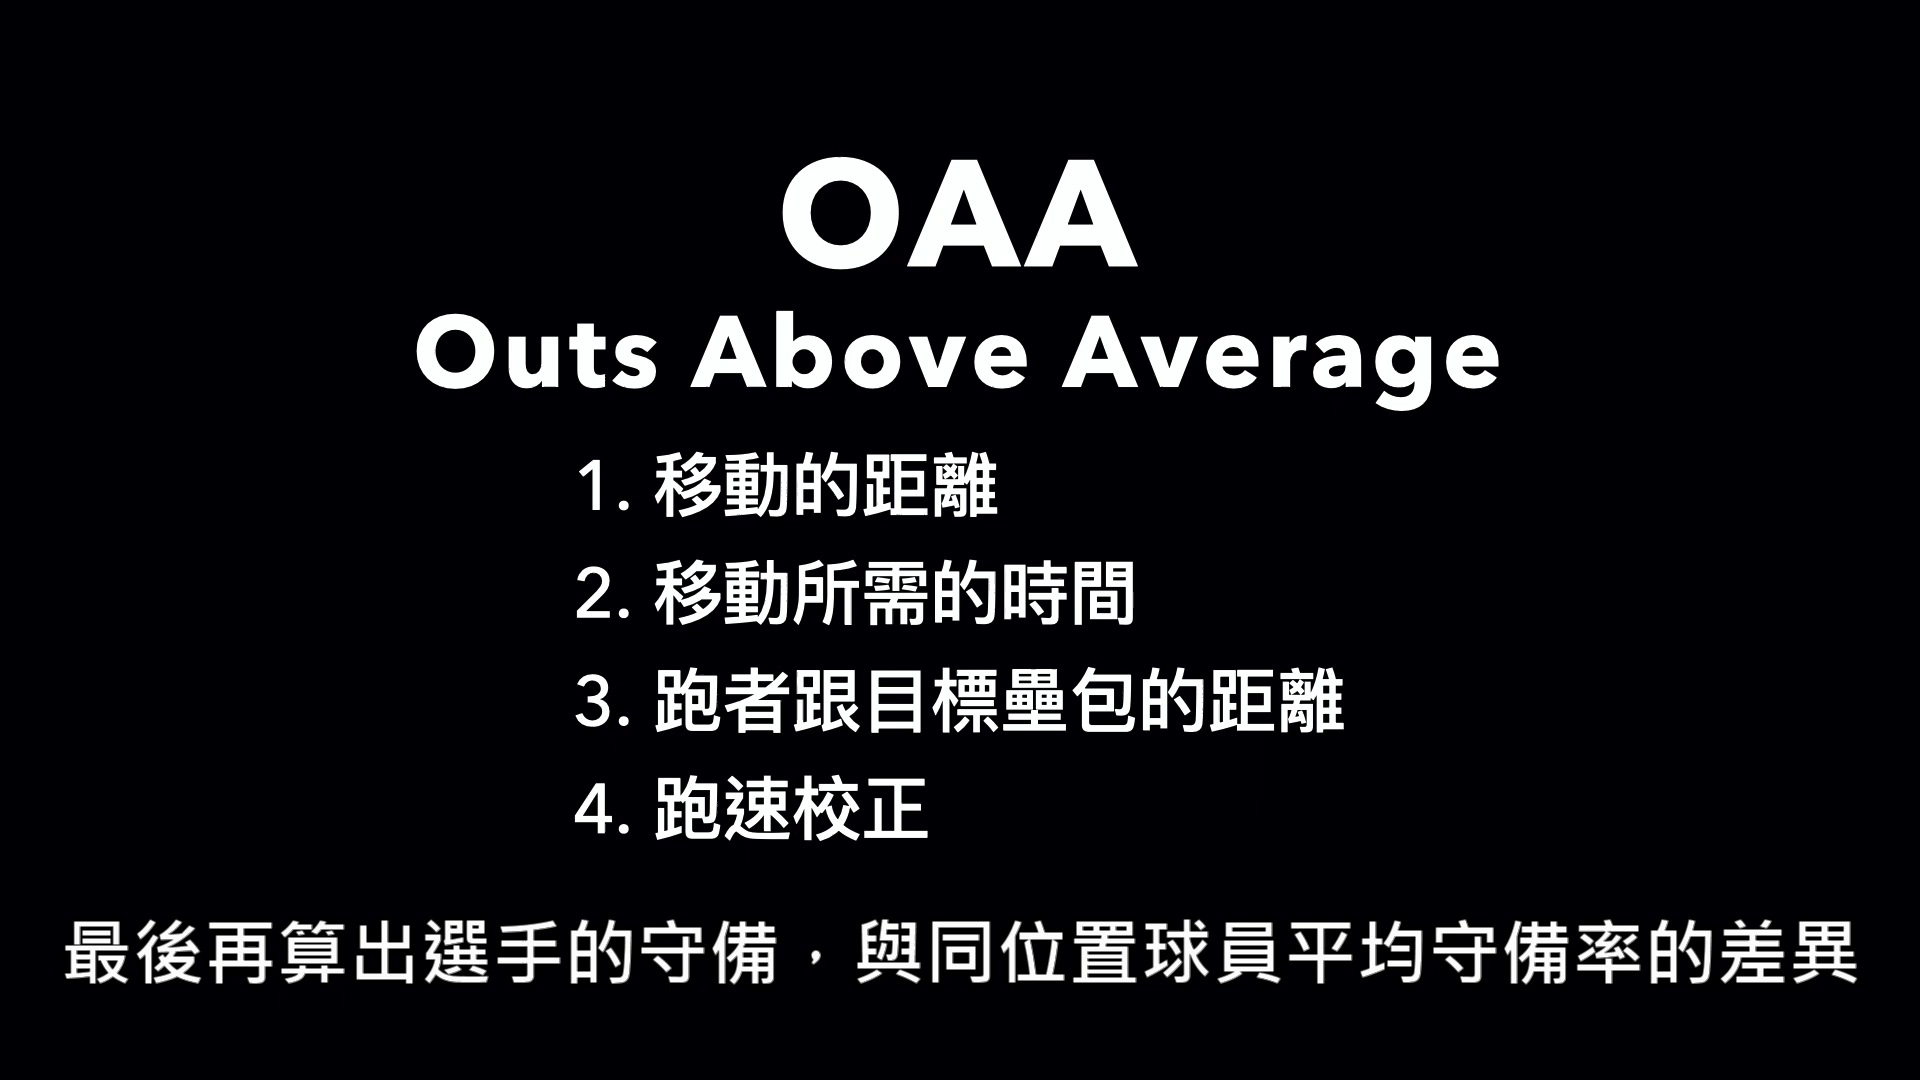 OAA
Outs Above Average
1. 移動的距離
2. 移動所需的時間
3. 跑者跟目標壘包的距離
4. 跑速校正
最後再算出選手的守備，與同位置球員平均守備率的差異